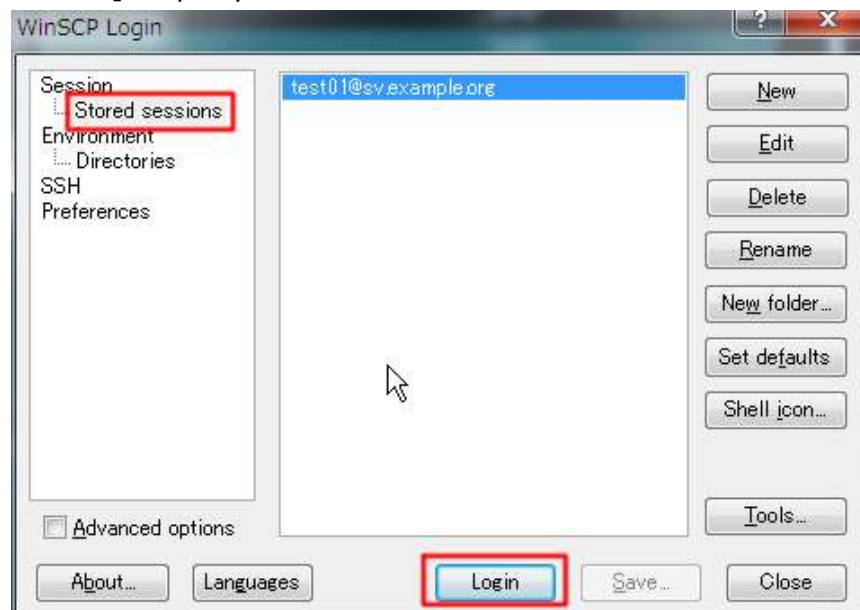 WinSCP Login
Session
Stored sessions
Environment
Directories
SSH
Preferences
Advanced options
test01@sv.example.org
New
Edit
Delete
Rename
New folder...
Set defaults
Shell icon...
Tools...
About...
Languages
Login
Save...
Close